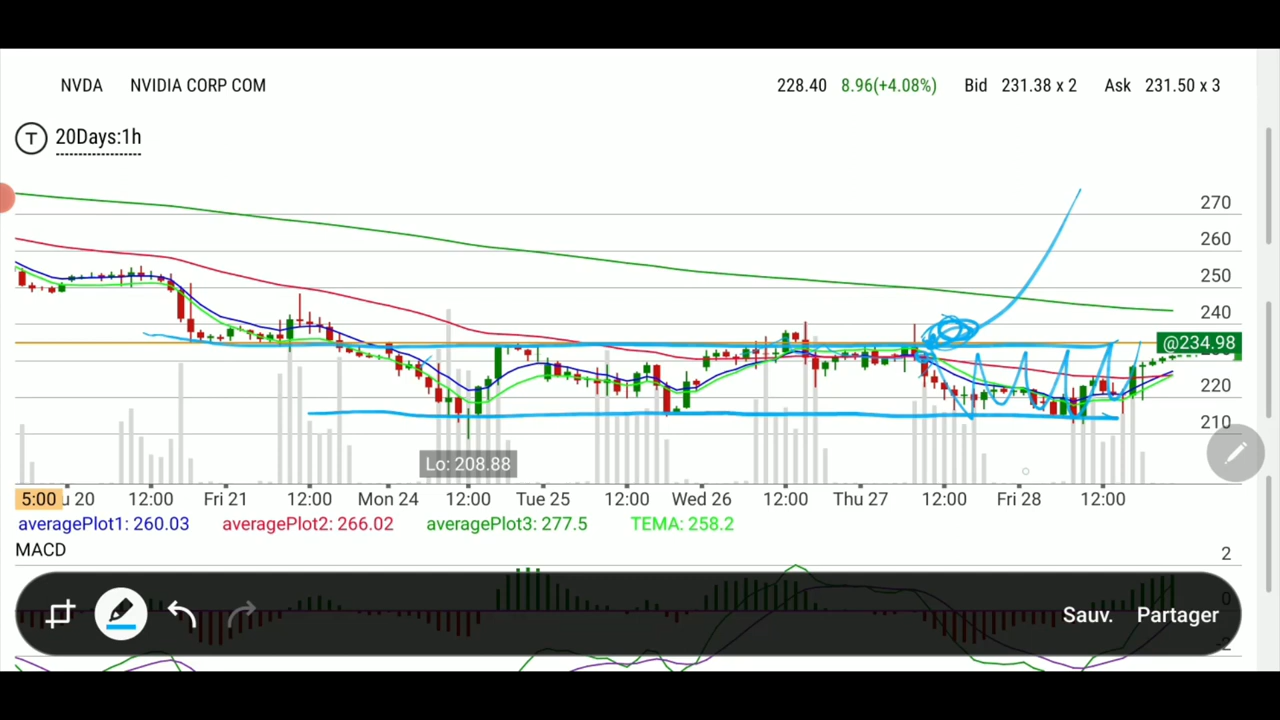 NVDA NVIDIA CORP COM 228.40 8.96(+4.08%) Bid 231.38 x 2 Ask 231.50 x 3
T 20Days:1h
270
260
250
240
@234.98
220
210
Lo: 208.88
5:00 u 20 12:00 Fri 21 12:00 Mon 24 12:00 Tue 25 12:00 Wed 26 12:00 Thu 27 12:00 Fri 28 12:00
averagePlot1: 260.03 averagePlot2: 266.02 averagePlot3: 277.5 TEMA: 258.2
MACD
2
0
Sauv. Partager
-2